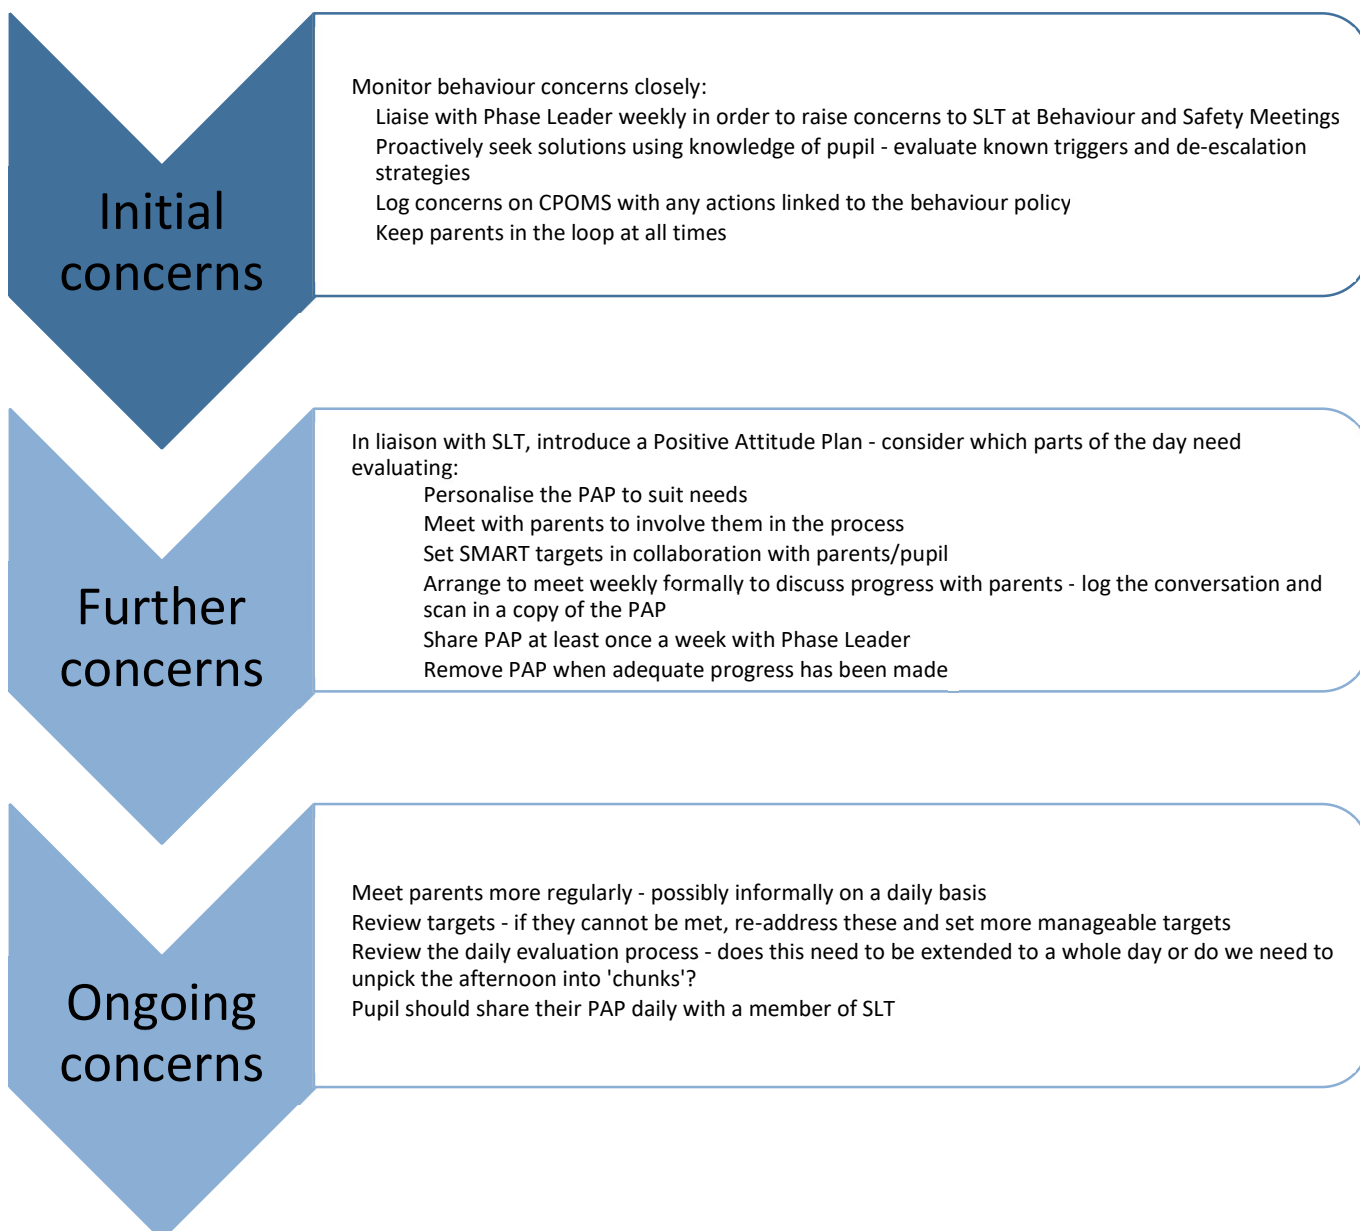 Initial
concerns
Monitor behaviour concerns closely:
Liaise with Phase Leader weekly in order to raise concerns to SLT at Behaviour and Safety Meetings
Proactively seek solutions using knowledge of pupil - evaluate known triggers and de-escalation
strategies
Log concerns on CPOMS with any actions linked to the behaviour policy
Keep parents in the loop at all times
Further
concerns
In liaison with SLT, introduce a Positive Attitude Plan - consider which parts of the day need
evaluating:
Personalise the PAP to suit needs
Meet with parents to involve them in the process
Set SMART targets in collaboration with parents/pupil
Arrange to meet weekly formally to discuss progress with parents - log the conversation and
scan in a copy of the PAP
Share PAP at least once a week with Phase Leader
Remove PAP when adequate progress has been made
Ongoing
concerns
Meet parents more regularly - possibly informally on a daily basis
Review targets - if they cannot be met, re-address these and set more manageable targets
Review the daily evaluation process - does this need to be extended to a whole day or do we need to
unpick the afternoon into 'chunks'?
Pupil should share their PAP daily with a member of SLT